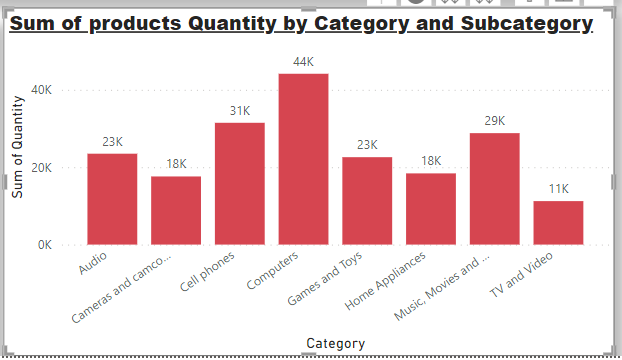 Sum of products Quantity by Category and Subcategory
44K
40K
31K
29K
23K
23K
18K
18K
20K
11K
0K
Sum of Quantity
Audio
Cameras and camco...
Cell phones
Computers
Games and Toys
Home Appliances
Music, Movies and ...
TV and Video
Category